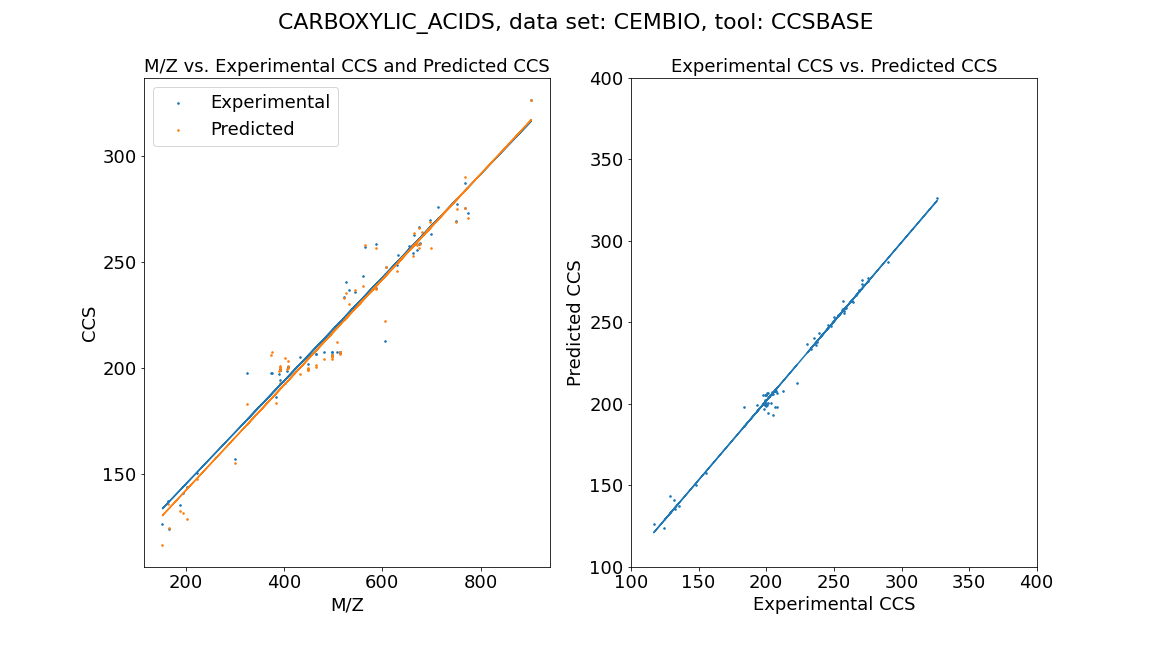 CARBOXYLIC_ACIDS, data set: CEMBIO, tool: CCSBASE
M/Z vs. Experimental CCS and Predicted CCS
Experimental
Predicted
300
250
200
150
CCS
200
400
600
800
M/Z
Experimental CCS vs. Predicted CCS
400
350
300
250
200
150
100
Predicted CCS
100
150
200
250
300
350
400
Experimental CCS